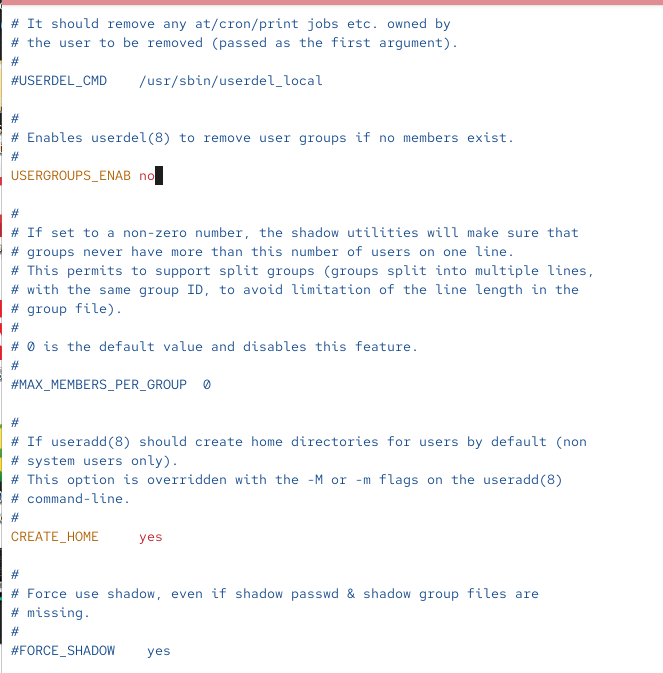 # It should remove any at/cron/print jobs etc. owned by
# the user to be removed (passed as the first argument).
#
#USERDEL_CMD    /usr/sbin/userdel_local
#
# Enables userdel(8) to remove user groups if no members exist.
#
USERGROUPS_ENAB no
#
# If set to a non-zero number, the shadow utilities will make sure that
# groups never have more than this number of users on one line.
# This permits to support split groups (groups split into multiple lines,
# with the same group ID, to avoid limitation of the line length in the
# group file).
#
# 0 is the default value and disables this feature.
#
#MAX_MEMBERS_PER_GROUP  0
#
# If useradd(8) should create home directories for users by default (non
# system users only).
# This option is overridden with the -M or -m flags on the useradd(8)
# command-line.
#
CREATE_HOME     yes
#
# Force use shadow, even if shadow passwd & shadow group files are
# missing.
#
#FORCE_SHADOW    yes